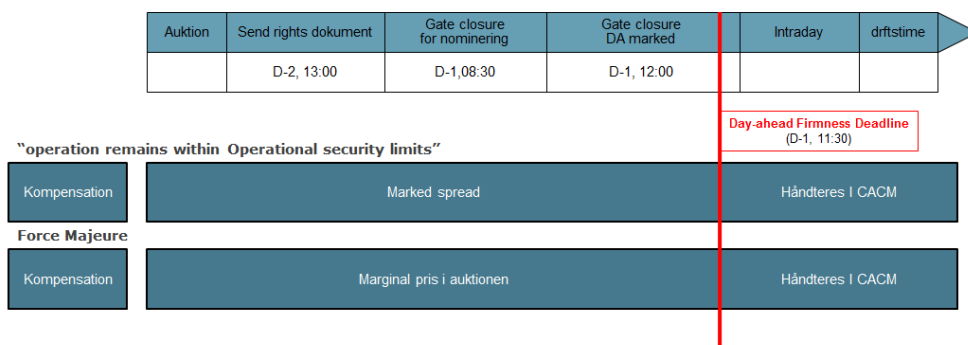 Auktion
Send rights dokument
Gate closure
for nominering
Gate closure
DA marked
Intraday
drftstime
D-2, 13:00
D-1,08:30
D-1, 12:00
Day-ahead Firmness Deadline
(D-1, 11:30)
“operation remains within Operational security limits”
Kompensation
Marked spread
Håndteres I CACM
Force Majeure
Kompensation
Marginal pris i auktionen
Håndteres I CACM